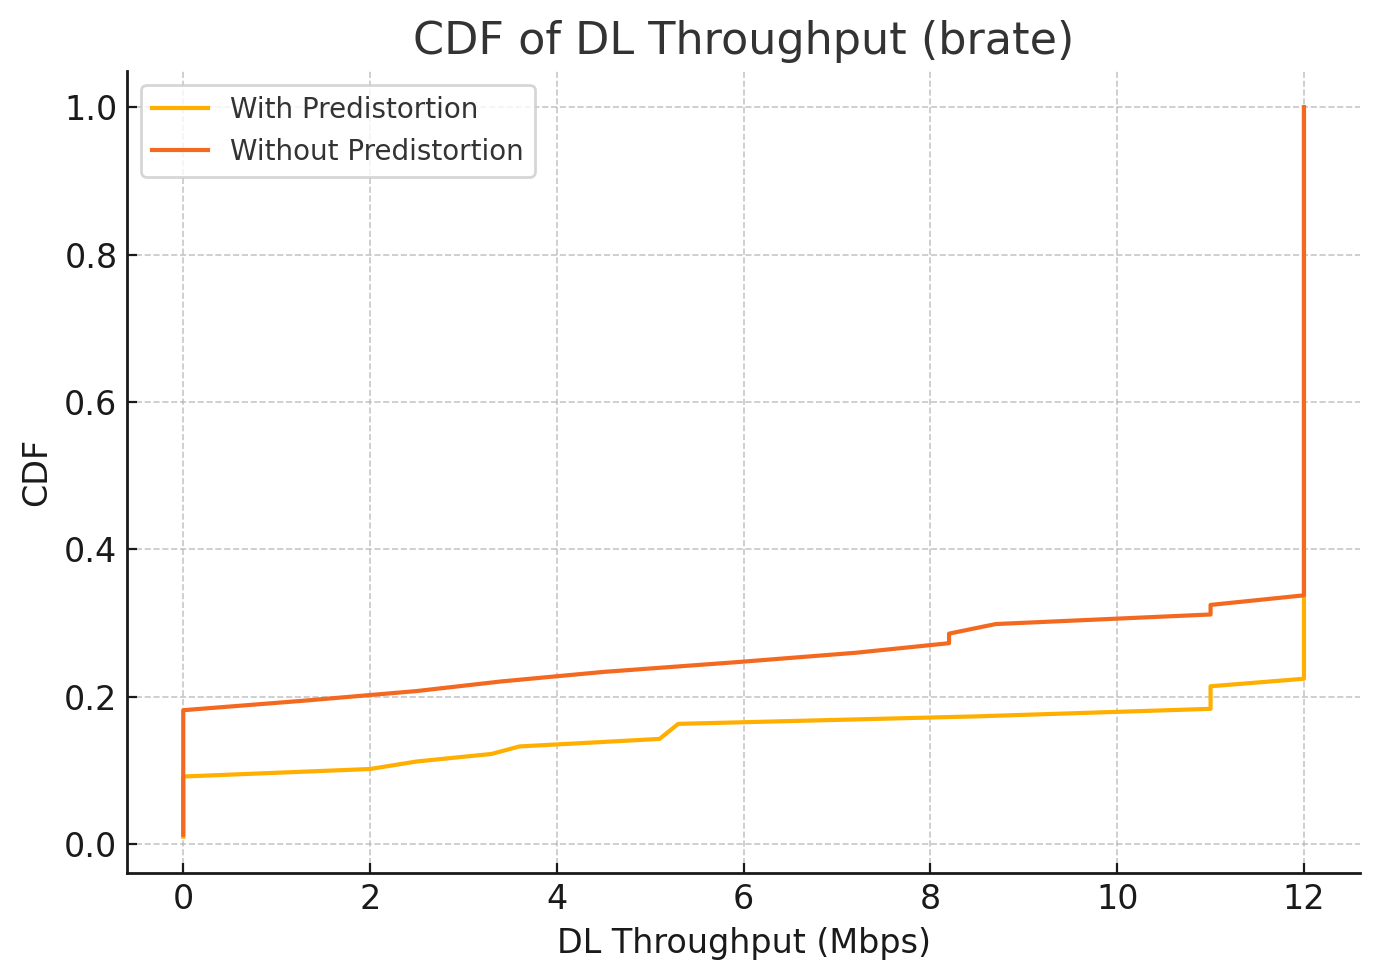 CDF of DL Throughput (brate)
With Predistortion
Without Predistortion
1.0
0.8
0.6
0.4
0.2
0.0
CDF
0 2 4 6 8 10 12
DL Throughput (Mbps)